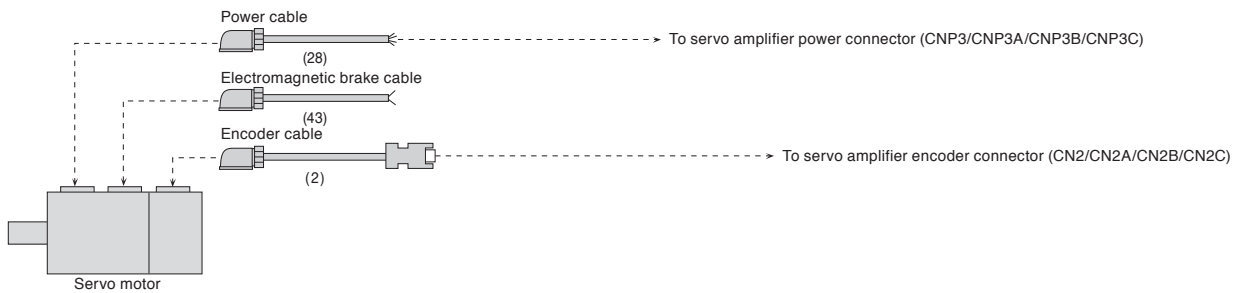 Power cable
To servo amplifier power connector (CNP3/CNP3A/CNP3B/CNP3C)
(28)
Electromagnetic brake cable
(43)
Encoder cable
To servo amplifier encoder connector (CN2/CN2A/CN2B/CN2C)
(2)
Servo motor